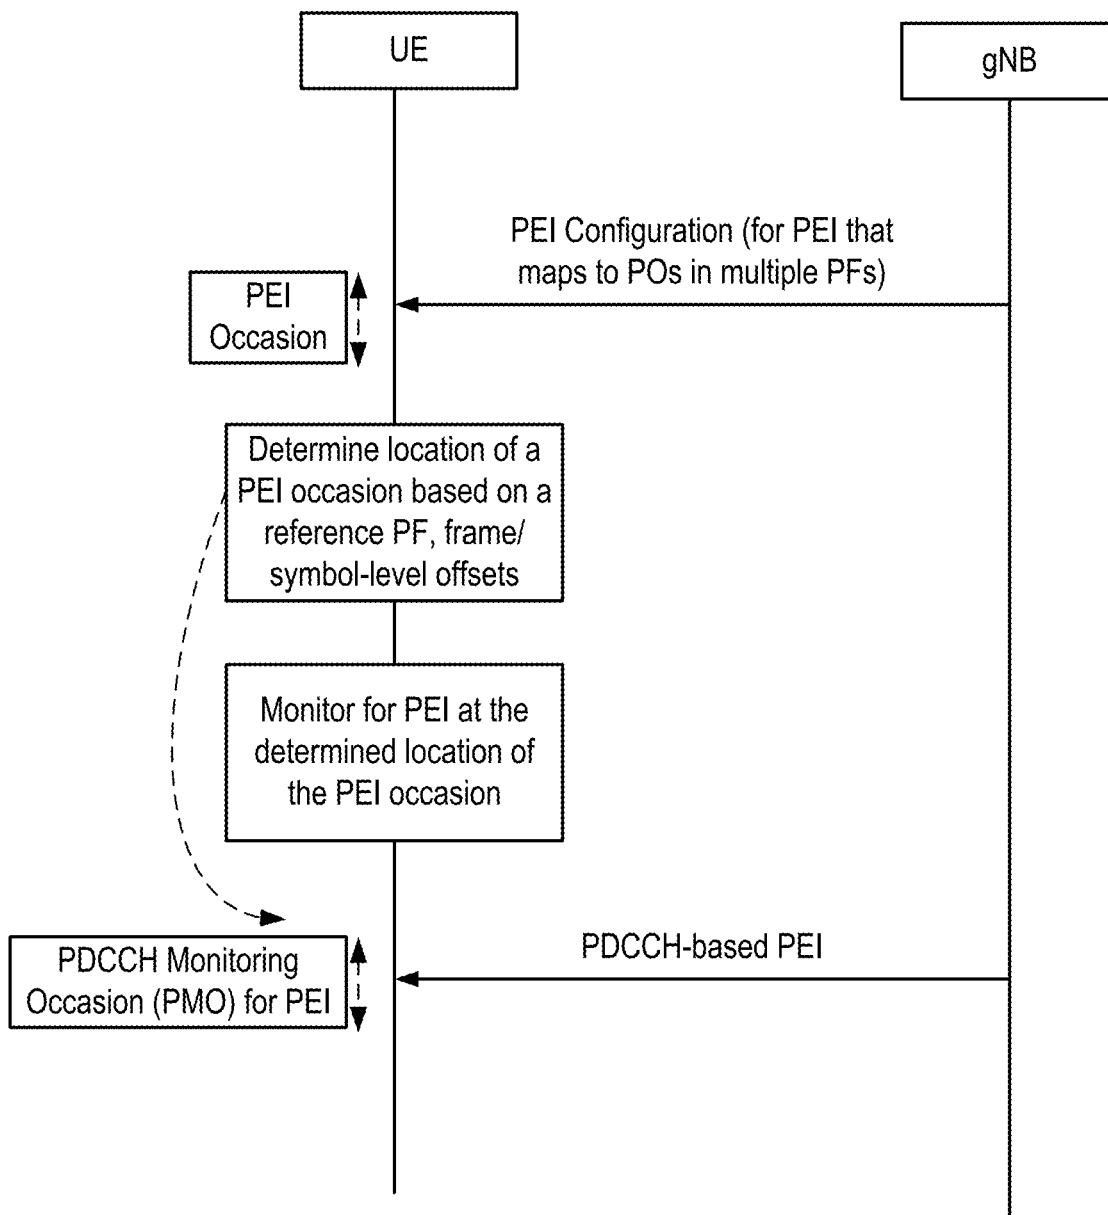 UE
gNB
PEI Configuration (for PEI that
maps to POs in multiple PFs)
PEI
Occasion
Determine location of a
PEI occasion based on a
reference PF, frame/
symbol-level offsets
Monitor for PEI at the
determined location of
the PEI occasion
PDCCH-based PEI
PDCCH Monitoring
Occasion (PMO) for PEI